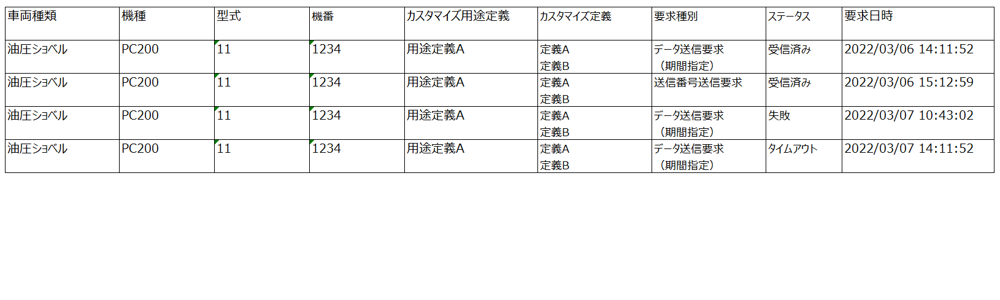 車両種類 機種 型式 機番 カスタマイズ用途定義 カスタマイズ定義 要求種別 ステータス 要求日時
油圧ショベル PC200 11 1234 用途定義A 定義A データ送信要求 受信済み 2022/03/06 14:11:52
定義B （期間指定）
油圧ショベル PC200 11 1234 用途定義A 定義A 送信番号送信要求 受信済み 2022/03/06 15:12:59
定義B
油圧ショベル PC200 11 1234 用途定義A 定義A データ送信要求 失敗 2022/03/07 10:43:02
定義B （期間指定）
油圧ショベル PC200 11 1234 用途定義A 定義A データ送信要求 タイムアウト 2022/03/07 14:11:52
定義B （期間指定）